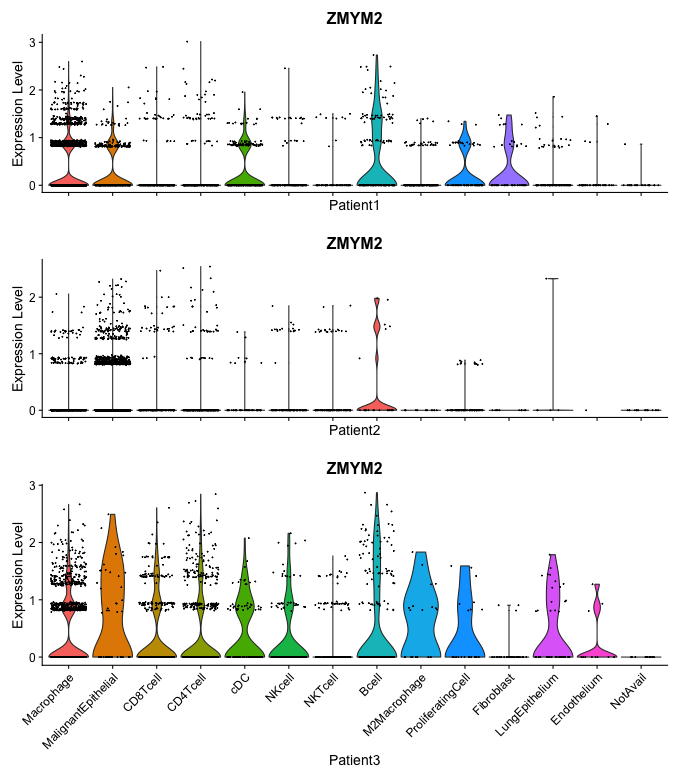 ZMYM2
Expression Level
3
2
1
0
Patient1
ZMYM2
Expression Level
2
1
0
Patient2
ZMYM2
Expression Level
3
2
1
0
Macrophage
MalignantEpithelial
CD8Tcell
CD4Tcell
cDC
NKcell
NKTcell
Bcell
M2Macrophage
ProliferatingCell
Fibroblast
LungEpithelium
Endothelium
NotAvail
Patient3